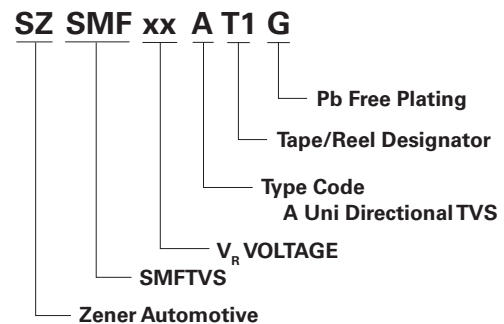 SZ SMF xx A T1 G
Pb Free Plating
Tape/Reel Designator
Type Code
A Uni Directional TVS
VR VOLTAGE
SMFTVS
Zener Automotive